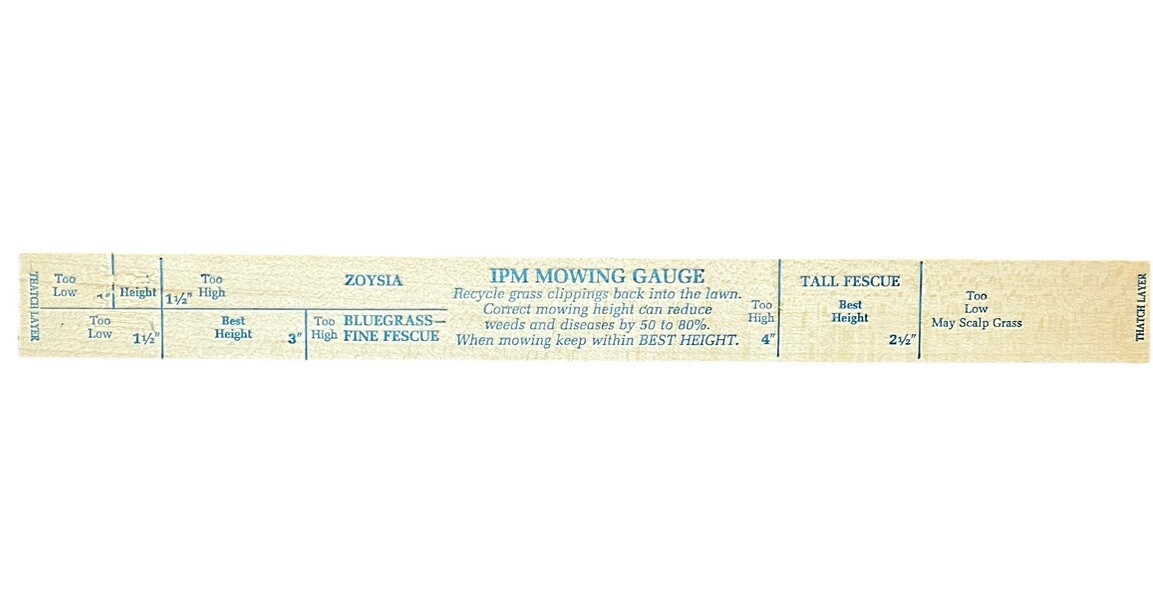 THATCH LAYER
Too
Low
Height
1½"
Too
High
ZOYSIA
Too
Low
1½"
Best
Height
3"
Too
High
BLUEGRASS—
FINE FESCUE
IPM MOWING GAUGE
Recycle grass clippings back into the lawn.
Correct mowing height can reduce
weeds and diseases by 50 to 80%.
When mowing keep within BEST HEIGHT.
Too
High
4"
TALL FESCUE
Best
Height
2½"
Too
Low
May Scalp Grass
THATCH LAYER